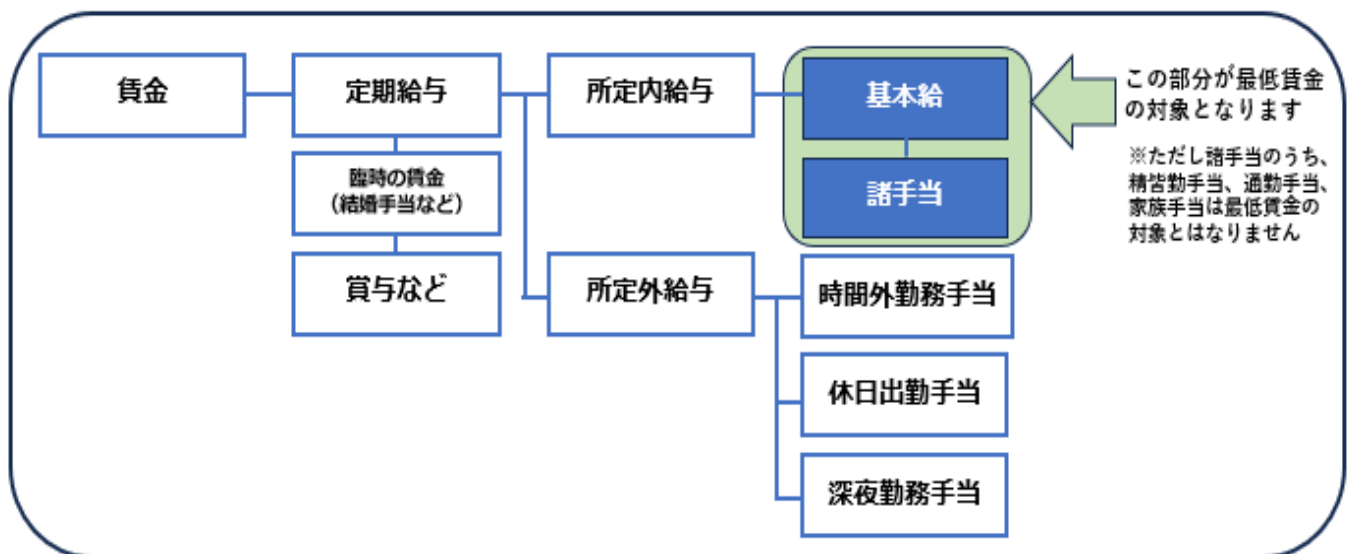 賃金
定期給与
所定内給与
基本給
この部分が最低賃金
の対象となります
臨時の賃金
(結婚手当など)
諸手当
※ただし諸手当のうち、
精皆勤手当、通勤手当、
家族手当は最低賃金の
対象とはなりません
賞与など
所定外給与
時間外勤務手当
休日出勤手当
深夜勤務手当